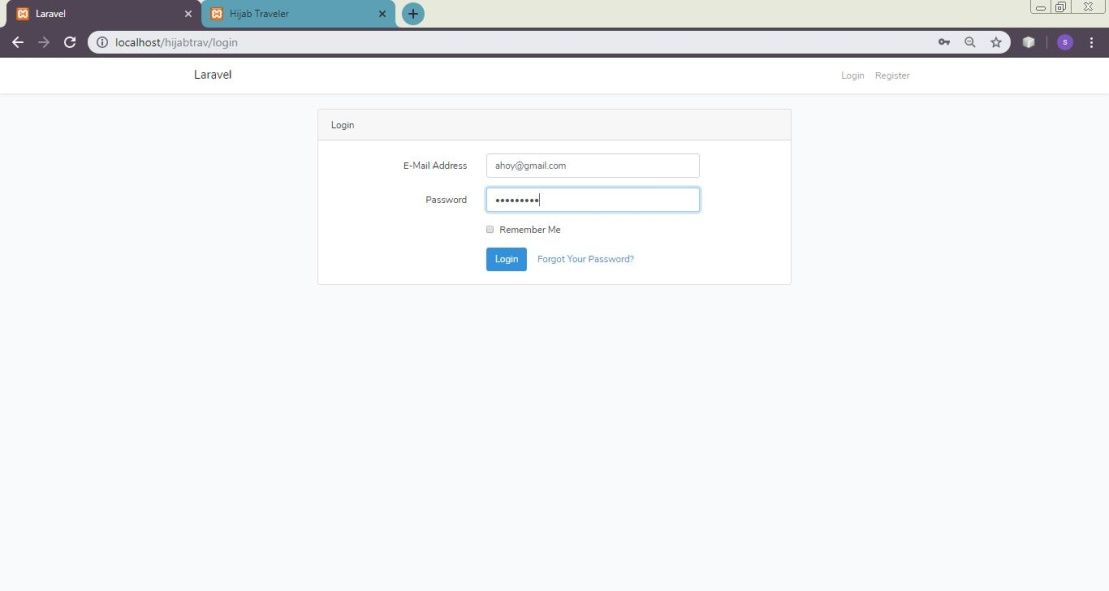 Laravel
Hijab Traveler
localhost/hijabtrav/login
s
Laravel
Login Register
Login
E-Mail Address ahoy@gmail.com
Password •••••••••
Remember Me
Login Forgot Your Password?